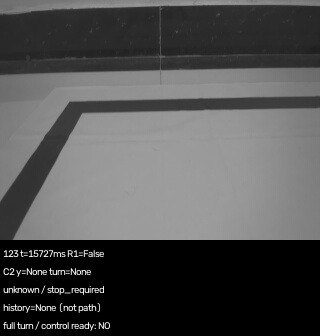 123 t=15727ms R1=False
C2 y=None turn=None
unknown / stop_required
history=None (not path)
full turn / control ready: NO